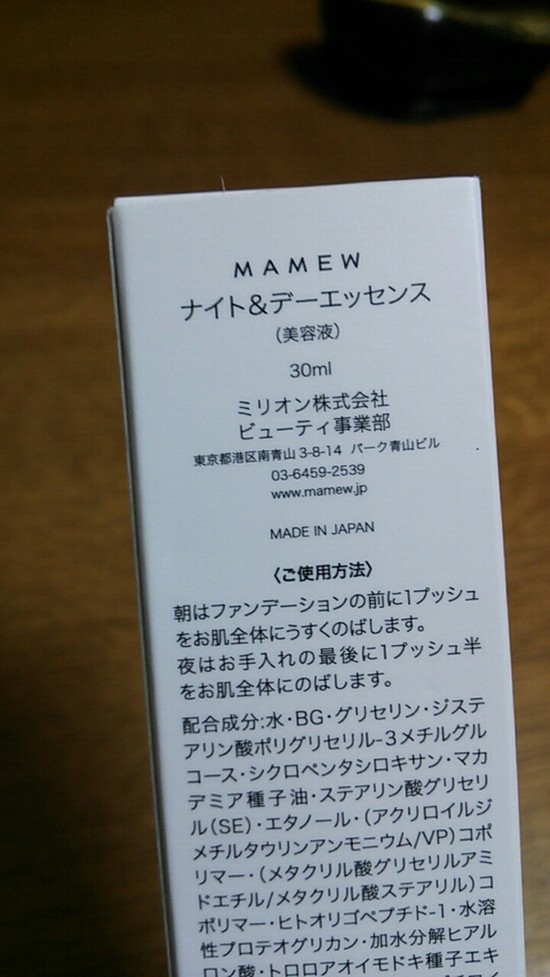 MAMEW
ナイト&デーエッセンス
（美容液）
30ml
ミリオン株式会社
ビューティ事業部
東京都港区南青山3-8-14 パーク青山ビル
03-6459-2539
www.mamew.jp
MADE IN JAPAN
〈ご使用方法〉
朝はファンデーションの前に1プッシュ
をお肌全体にうすくのばします。
夜はお手入れの最後に1プッシュ半
をお肌全体にのばします。
配合成分:水・BG・グリセリン・ジステ
アリン酸ポリグリセリル-3メチルグル
コース・シクロペンタシロキサン・マカ
デミア種子油・ステアリン酸グリセリ
ル(SE)・エタノール・(アクリロイルジ
メチルタウリンアンモニウム/VP)コポ
リマー・(メタクリル酸グリセリルアミ
ドエチル/メタクリル酸ステアリル)コ
ポリマー・ヒトオリゴペプチド-1・水溶
性プロテオグリカン・加水分解ヒアル
ロン酸・トロロアオイモドキ種子エキ